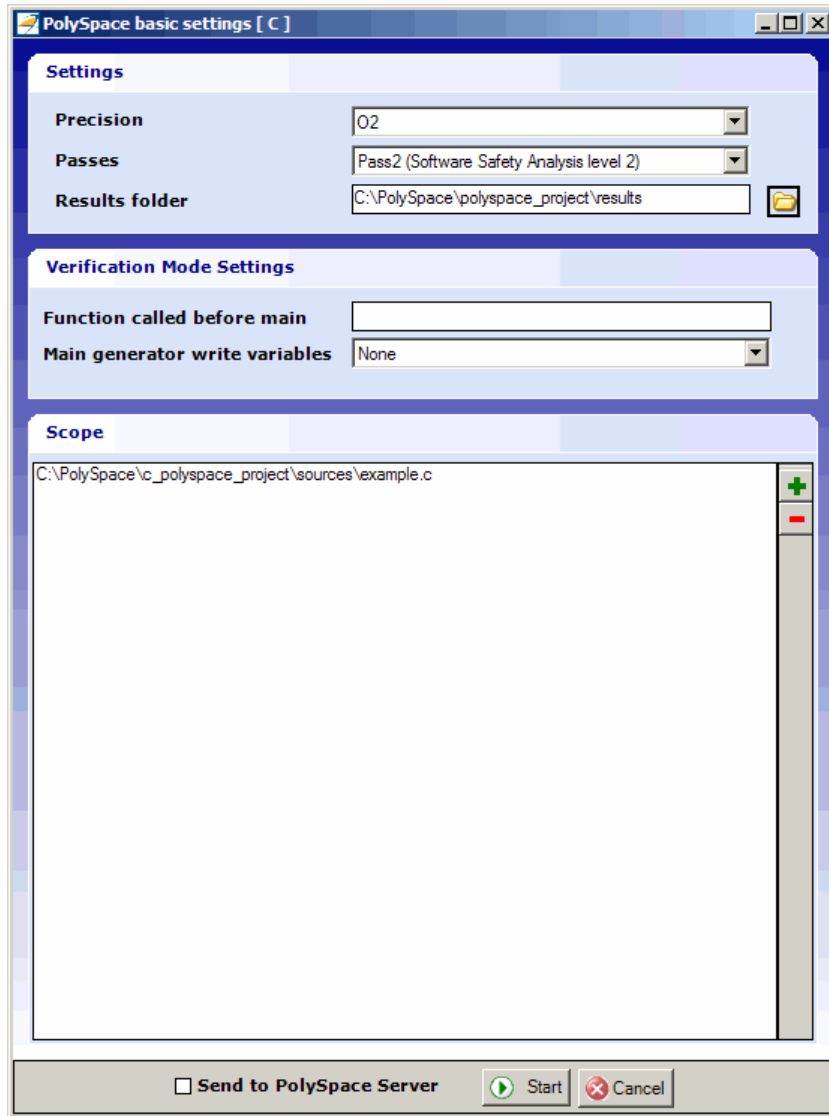 PolySpace basic settings [ C ]
Settings
Precision O2
Passes Pass2 (Software Safety Analysis level 2)
Results folder C:\PolySpace\polyspace_project\results
Verification Mode Settings
Function called before main
Main generator write variables None
Scope
C:\PolySpace\c_polyspace_project\sources\example.c
Send to PolySpace Server Start Cancel